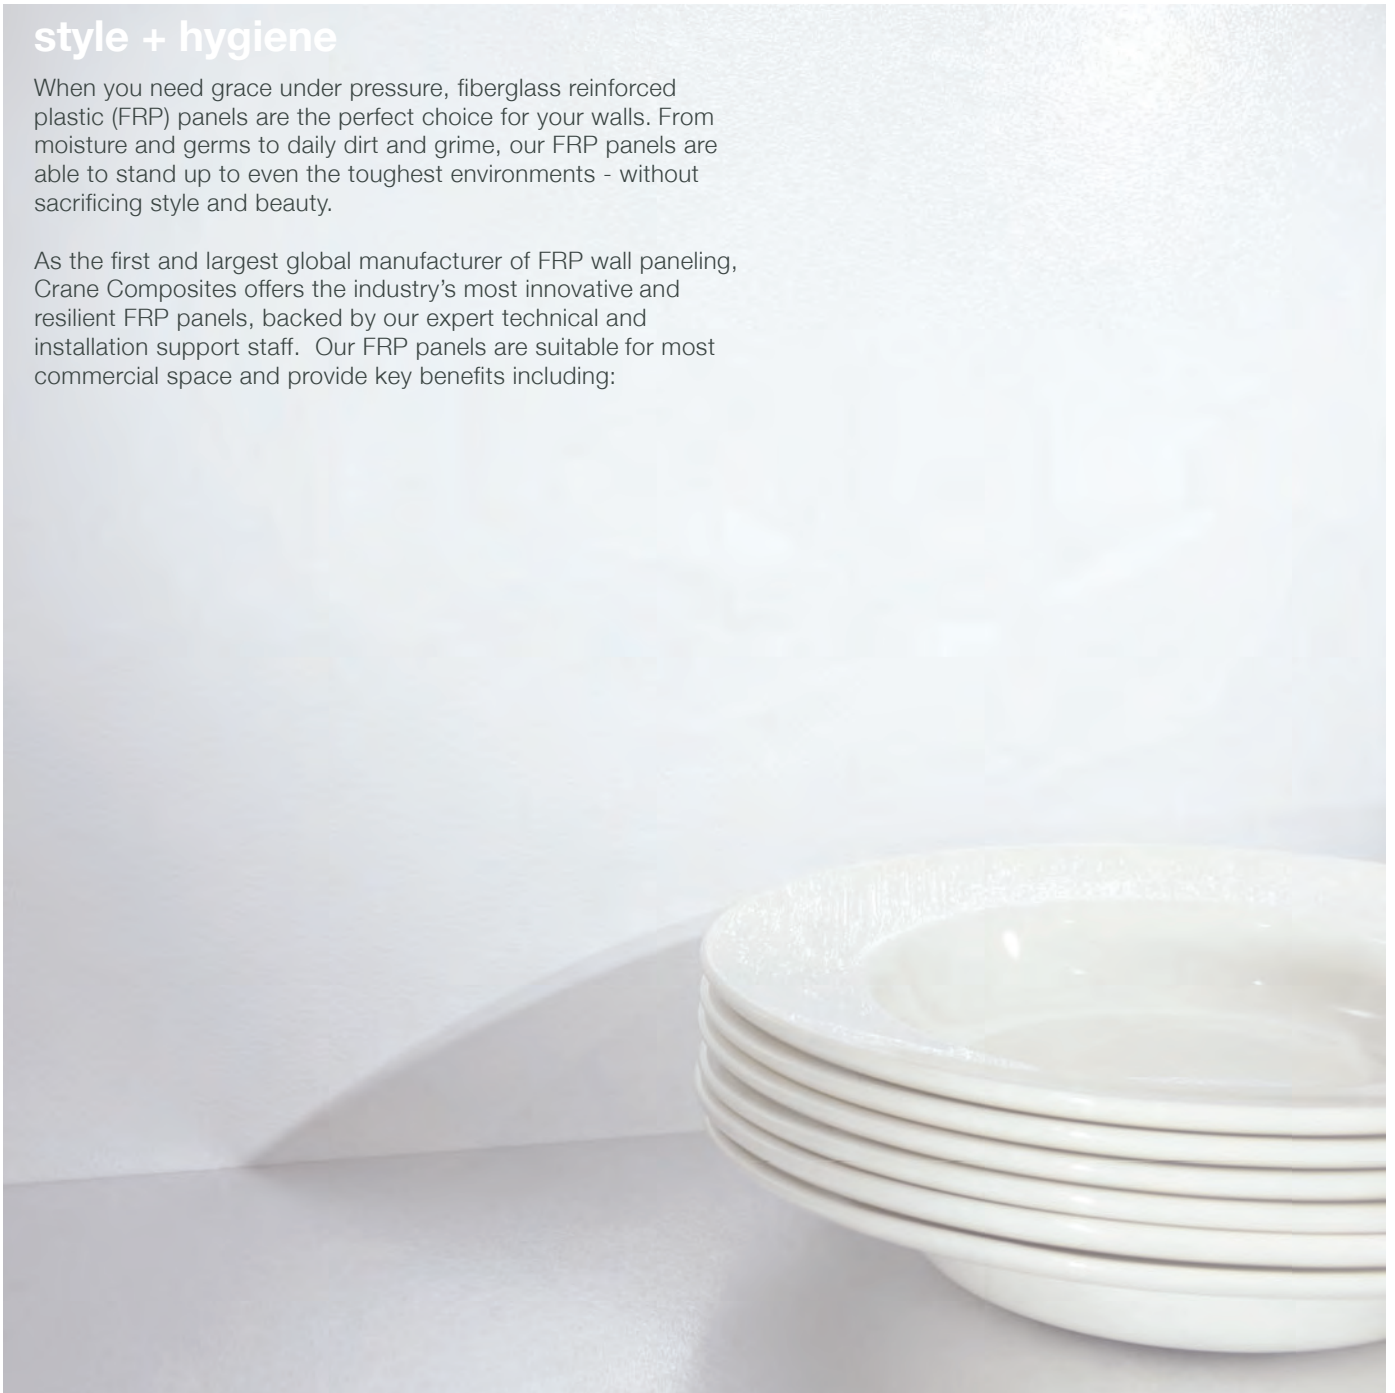 style + hygiene
When you need grace under pressure, fiberglass reinforced
plastic (FRP) panels are the perfect choice for your walls. From
moisture and germs to daily dirt and grime, our FRP panels are
able to stand up to even the toughest environments - without
sacrificing style and beauty.
As the first and largest global manufacturer of FRP wall paneling,
Crane Composites offers the industry’s most innovative and
resilient FRP panels, backed by our expert technical and
installation support staff.  Our FRP panels are suitable for most
commercial space and provide key benefits including: